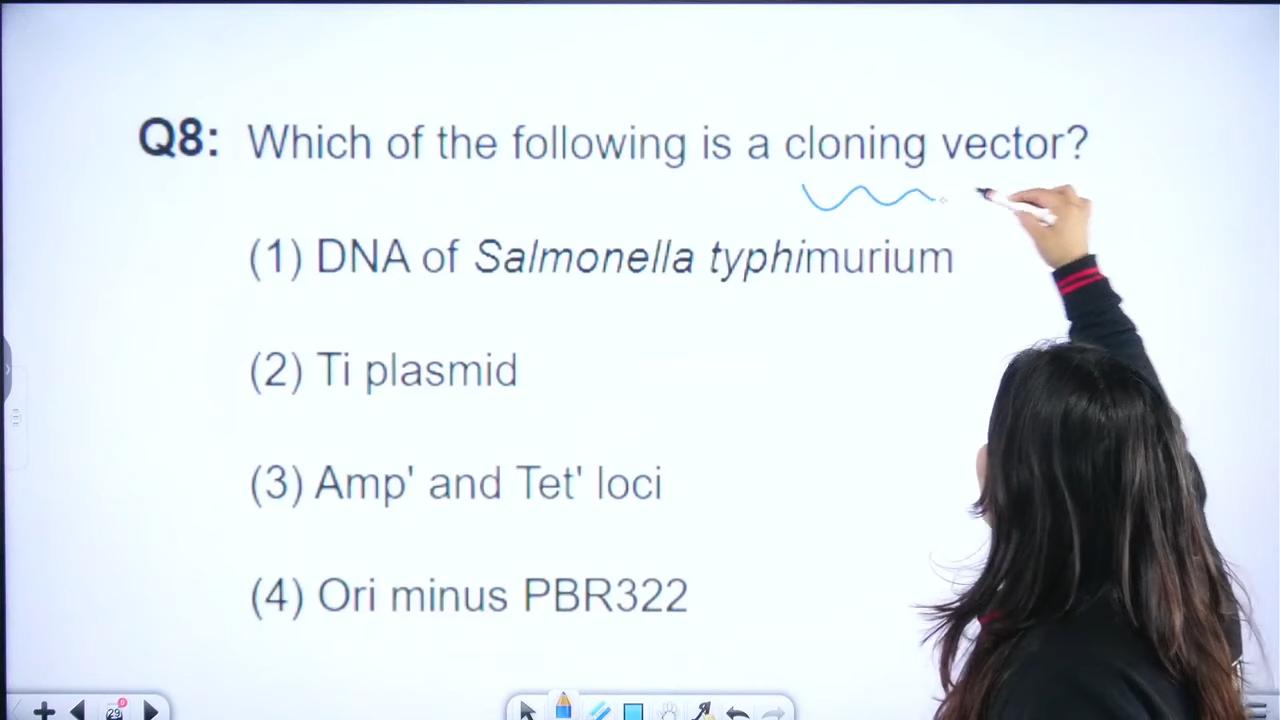 Q8: Which of the following is a cloning vector?
(1) DNA of Salmonella typhimurium
(2) Ti plasmid
(3) Amp' and Tet' loci
(4) Ori minus PBR322
29